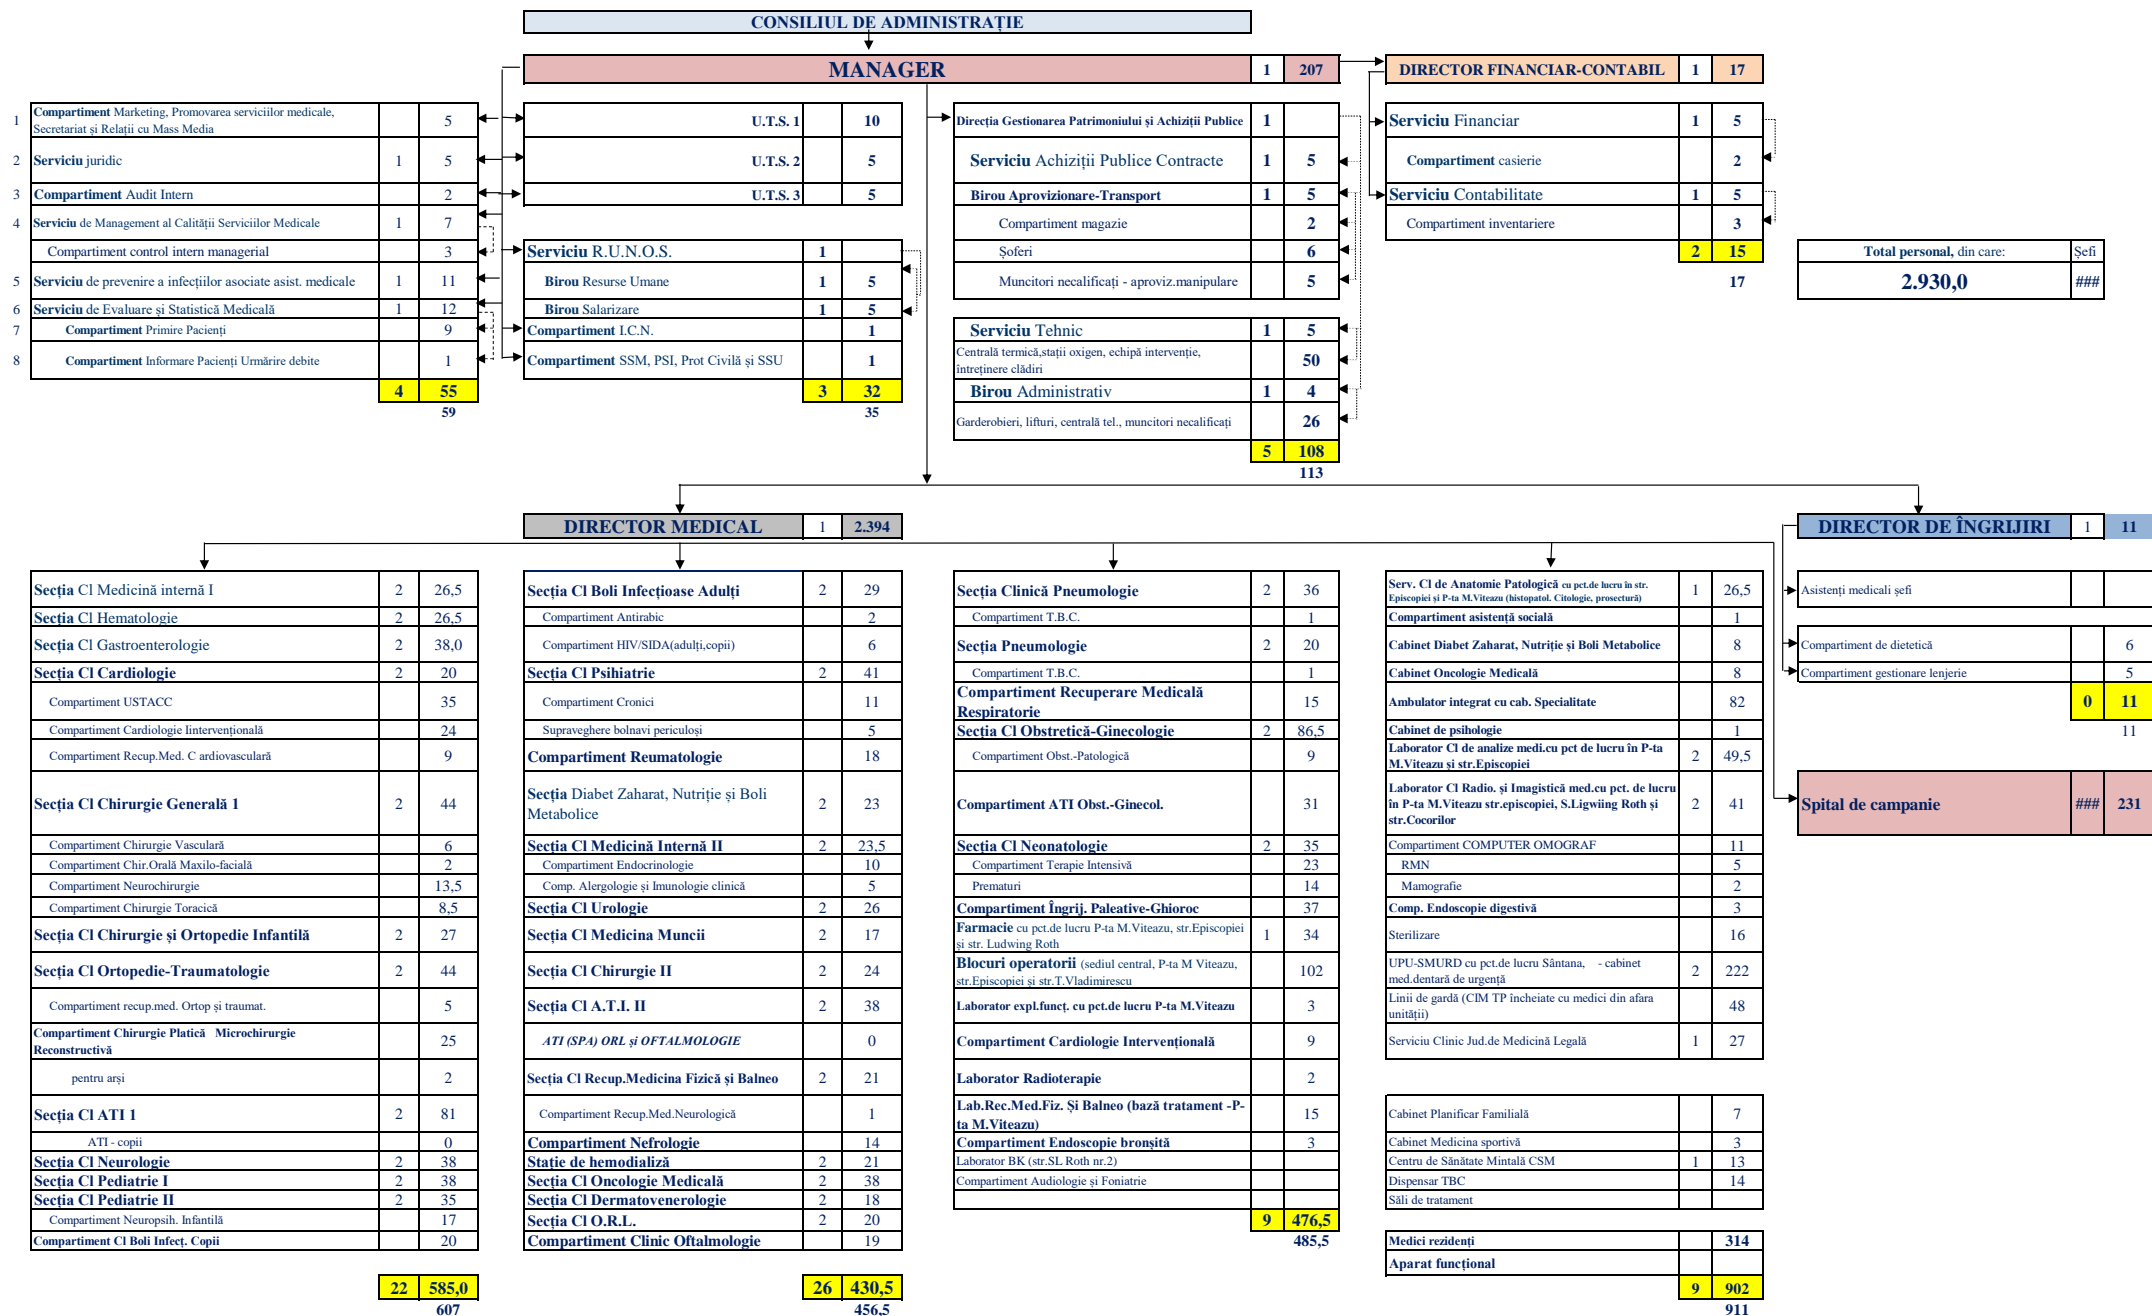 CONSILIUL DE ADMINISTRAȚIE
MANAGER 1 207
DIRECTOR FINANCIAR-CONTABIL 1 17
1 Compartiment Marketing, Promovarea serviciilor medicale,
Secretariat și Relații cu Mass Media 5
2 Serviciu juridic 1 5
3 Compartiment Audit Intern 2
4 Serviciu de Management al Calității Serviciilor Medicale 1 7
Compartiment control intern managerial 3
5 Serviciu de prevenire a infecțiilor asociate asist. medicale 1 11
6 Serviciu de Evaluare și Statistică Medicală 1 12
7 Compartiment Primire Pacienți 9
8 Compartiment Informare Pacienți Urmărire debite 1
4 55
59
U.T.S. 1 10
U.T.S. 2 5
U.T.S. 3 5
Serviciu R.U.N.O.S. 1
Birou Resurse Umane 1 5
Birou Salarizare 1 5
Compartiment I.C.N. 1
Compartiment SSM, PSI, Prot Civilă și SSU 1
3 32
35
Direcția Gestionarea Patrimoniului și Achiziții Publice 1
Serviciu Achiziții Publice Contracte 1 5
Birou Aprovizionare-Transport 1 5
Compartiment magazie 2
Șoferi 6
Muncitori necalificați - aproviz.manipulare 5
Serviciu Tehnic 1 5
Centrală termică,stații oxigen, echipă intervenție,
întreținere clădiri 50
Birou Administrativ 1 4
Garderobieri, lifturi, centrală tel., muncitori necalificați 26
5 108
113
Serviciu Financiar 1 5
Compartiment casierie 2
Serviciu Contabilitate 1 5
Compartiment inventariere 3
2 15
17
Total personal, din care: Șefi
2.930,0 ###
DIRECTOR MEDICAL 1 2.394
DIRECTOR DE ÎNGRIJIRI 1 11
Secția Cl Medicină internă I 2 26,5
Secția Cl Hematologie 2 26,5
Secția Cl Gastroenterologie 2 38,0
Secția Cl Cardiologie 2 20
Compartiment USTACC 35
Compartiment Cardiologie Iintervențională 24
Compartiment Recup.Med. C ardiovasculară 9
Secția Cl Chirurgie Generală 1 2 44
Compartiment Chirurgie Vasculară 6
Compartiment Chir.Orală Maxilo-facială 2
Compartiment Neurochirurgie 13,5
Compartiment Chirurgie Toracică 8,5
Secția Cl Chirurgie și Ortopedie Infantilă 2 27
Secția Cl Ortopedie-Traumatologie 2 44
Compartiment recup.med. Ortop și traumat. 5
Compartiment Chirurgie Platică Microchirurgie
Reconstructivă 25
pentru arși 2
Secția Cl ATI 1 2 81
ATI - copii 0
Secția Cl Neurologie 2 38
Secția Cl Pediatrie I 2 38
Secția Cl Pediatrie II 2 35
Compartiment Neuropsih. Infantilă 17
Compartiment Cl Boli Infecț. Copii 20
22 585,0
607
Secția Cl Boli Infecțioase Adulți 2 29
Compartiment Antirabic 2
Compartiment HIV/SIDA(adulți,copii) 6
Secția Cl Psihiatrie 2 41
Compartiment Cronici 11
Supraveghere bolnavi periculoși 5
Compartiment Reumatologie 18
Secția Diabet Zaharat, Nutriție și Boli
Metabolice 2 23
Secția Cl Medicină Internă II 2 23,5
Compartiment Endocrinologie 10
Comp. Alergologie și Imunologie clinică 5
Secția Cl Urologie 2 26
Secția Cl Medicina Muncii 2 17
Secția Cl Chirurgie II 2 24
Secția Cl A.T.I. II 2 38
ATI (SPA) ORL și OFTALMOLOGIE 0
Secția Cl Recup.Medicina Fizică și Balneo 2 21
Compartiment Recup.Med.Neurologică 1
Compartiment Nefrologie 14
Stație de hemodializă 2 21
Secția Cl Oncologie Medicală 2 38
Secția Cl Dermatovenerologie 2 18
Secția Cl O.R.L. 2 20
Compartiment Clinic Oftalmologie 19
26 430,5
456,5
Secția Clinică Pneumologie 2 36
Compartiment T.B.C. 1
Secția Pneumologie 2 20
Compartiment T.B.C. 1
Compartiment Recuperare Medicală
Respiratorie 15
Secția Cl Obstretică-Ginecologie 2 86,5
Compartiment Obst.-Patologică 9
Compartiment ATI Obst.-Ginecol. 31
Secția Cl Neonatologie 2 35
Compartiment Terapie Intensivă 23
Prematuri 14
Compartiment Îngrij. Paleative-Ghioroc 37
Farmacie cu pct.de lucru P-ta M.Viteazu, str.Episcopiei
și str. Ludwing Roth 1 34
Blocuri operatorii (sediul central, P-ta M Viteazu,
str.Episcopiei și str.T.Vladimirescu 102
Laborator expl.funcț. cu pct.de lucru P-ta M.Viteazu 3
Compartiment Cardiologie Intervențională 9
Laborator Radioterapie 2
Lab.Rec.Med.Fiz. Și Balneo (bază tratament -P-
ta M.Viteazu) 15
Compartiment Endoscopie bronșită 3
Laborator BK (str.SL Roth nr.2)
Compartiment Audiologie și Foniatrie
9 476,5
485,5
Serv. Cl de Anatomie Patologică cu pct.de lucru în str.
Episcopiei și P-ta M.Viteazu (histopatol. Citologie, prosectură) 1 26,5
Compartiment asistență socială 1
Cabinet Diabet Zaharat, Nutriție și Boli Metabolice 8
Cabinet Oncologie Medicală 8
Ambulator integrat cu cab. Specialitate 82
Cabinet de psihologie 1
Laborator Cl de analize medi.cu pct de lucru în P-ta
M.Viteazu și str.Episcopiei 2 49,5
Laborator Cl Radio. și Imagistică med.cu pct. de lucru
în P-ta M.Viteazu str.episcopiei, S.Ligwiing Roth și
str.Cocorilor 2 41
Compartiment COMPUTER OMOGRAF 11
RMN 5
Mamografie 2
Comp. Endoscopie digestivă 3
Sterilizare 16
UPU-SMURD cu pct.de lucru Sântana, - cabinet
med.dentară de urgență 2 222
Linii de gardă (CIM TP încheiate cu medici din afara
unității) 48
Serviciu Clinic Jud.de Medicină Legală 1 27
Cabinet Planificar Familială 7
Cabinet Medicina sportivă 3
Centru de Sănătate Mintală CSM 1 13
Dispensar TBC 14
Săli de tratament
Medici rezidenți 314
Aparat funcțional
9 902
911
Asistenți medicali șefi
Compartiment de dietetică 6
Compartiment gestionare lenjerie 5
0 11
11
Spital de campanie ### 231